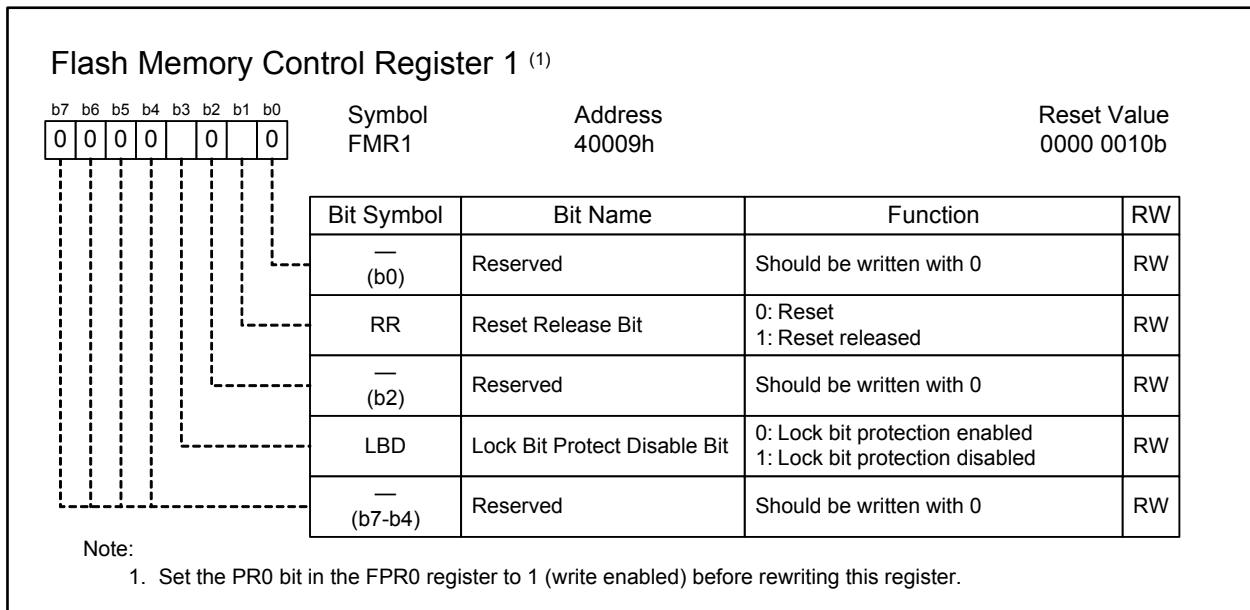 Flash Memory Control Register 1 (1)
b7 b6 b5 b4 b3 b2 b1 b0
0 0 0 0 0 0
Symbol Address Reset Value
FMR1 40009h 0000 0010b
Bit Symbol Bit Name Function RW
—
(b0) Reserved Should be written with 0 RW
RR Reset Release Bit 0: Reset
1: Reset released RW
—
(b2) Reserved Should be written with 0 RW
LBD Lock Bit Protect Disable Bit 0: Lock bit protection enabled
1: Lock bit protection disabled RW
—
(b7-b4) Reserved Should be written with 0 RW
Note:
1. Set the PR0 bit in the FPR0 register to 1 (write enabled) before rewriting this register.